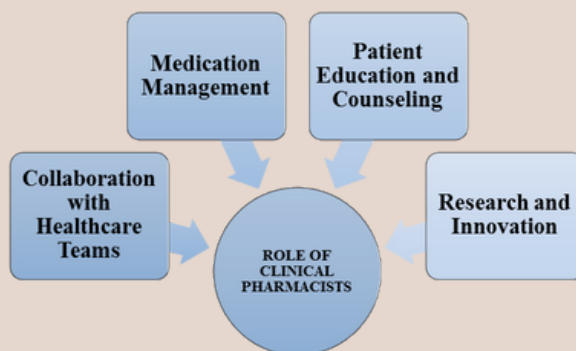 Medication
Management
Patient
Education and
Counseling
Collaboration
with
Healthcare
Teams
Research and
Innovation
ROLE OF
CLINICAL
PHARMACISTS